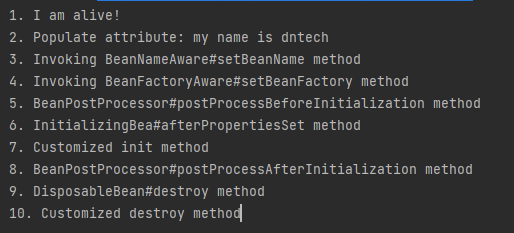 1. I am alive!
2. Populate attribute: my name is dntech
3. Invoking BeanNameAware#setBeanName method
4. Invoking BeanFactoryAware#setBeanFactory method
5. BeanPostProcessor#postProcessBeforeInitialization method
6. InitializingBea#afterPropertiesSet method
7. Customized init method
8. BeanPostProcessor#postProcessAfterInitialization method
9. DisposableBean#destroy method
10. Customized destroy method